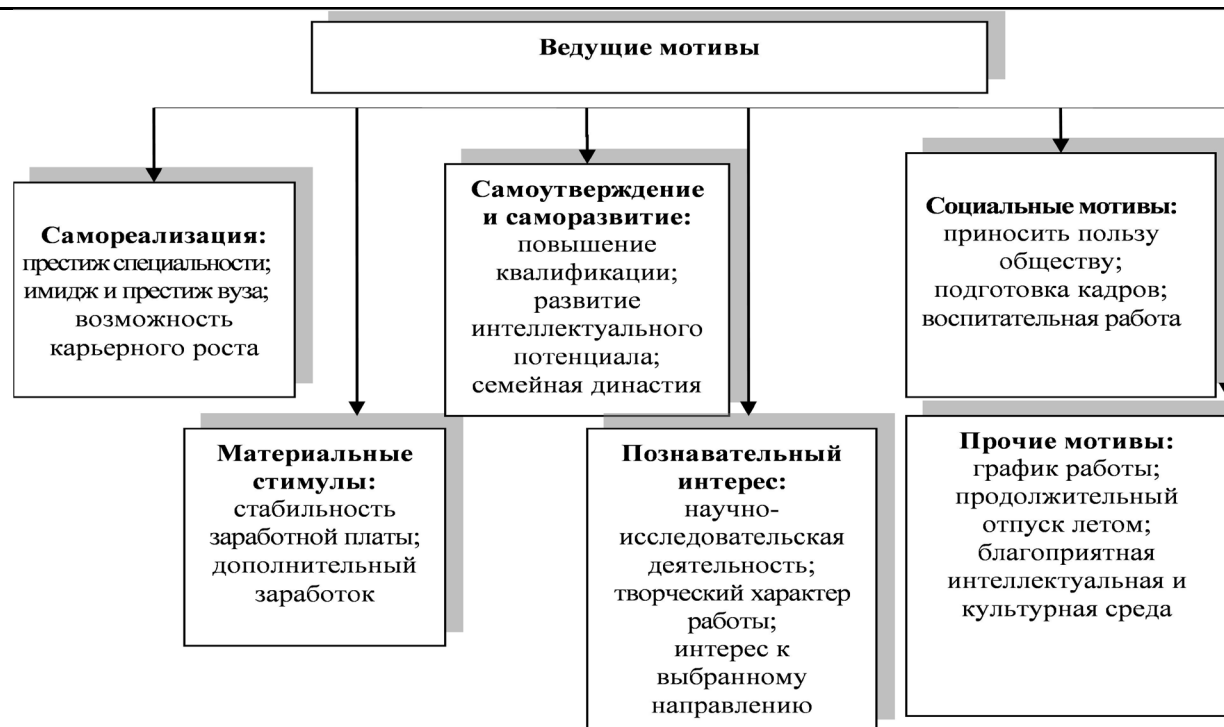 Ведущие мотивы
Самореализация:
престиж специальности;
имидж и престиж вуза;
возможность
карьерного роста
Самоутверждение
и саморазвитие:
повышение
квалификации;
развитие
интеллектуального
потенциала;
семейная династия
Социальные мотивы:
приносить пользу
обществу;
подготовка кадров;
воспитательная работа
Материальные
стимулы:
стабильность
заработной платы;
дополнительный
заработок
Познавательный
интерес:
научно-
исследовательская
деятельность;
творческий характер
работы;
интерес к
выбранному
направлению
Прочие мотивы:
график работы;
продолжительный
отпуск летом;
благоприятная
интеллектуальная и
культурная среда